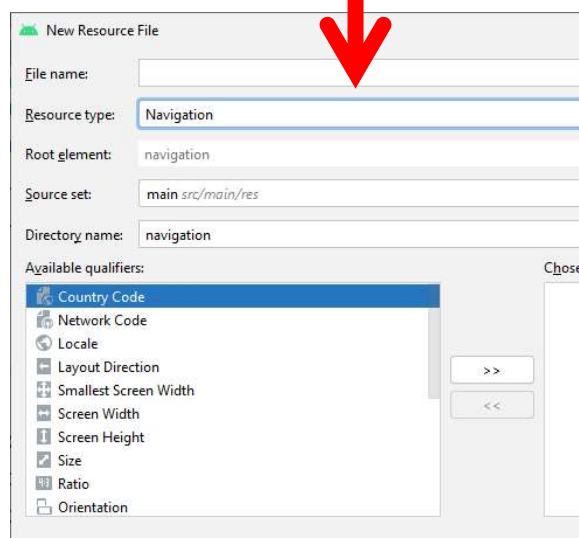 New Resource File
File name:
Resource type: Navigation
Root element: navigation
Source set: main src/main/res
Directory name: navigation
Available qualifiers: Chose
Country Code
Network Code
Locale
Layout Direction
>>
Smallest Screen Width
Screen Width
<<
Screen Height
Size
Ratio
Orientation